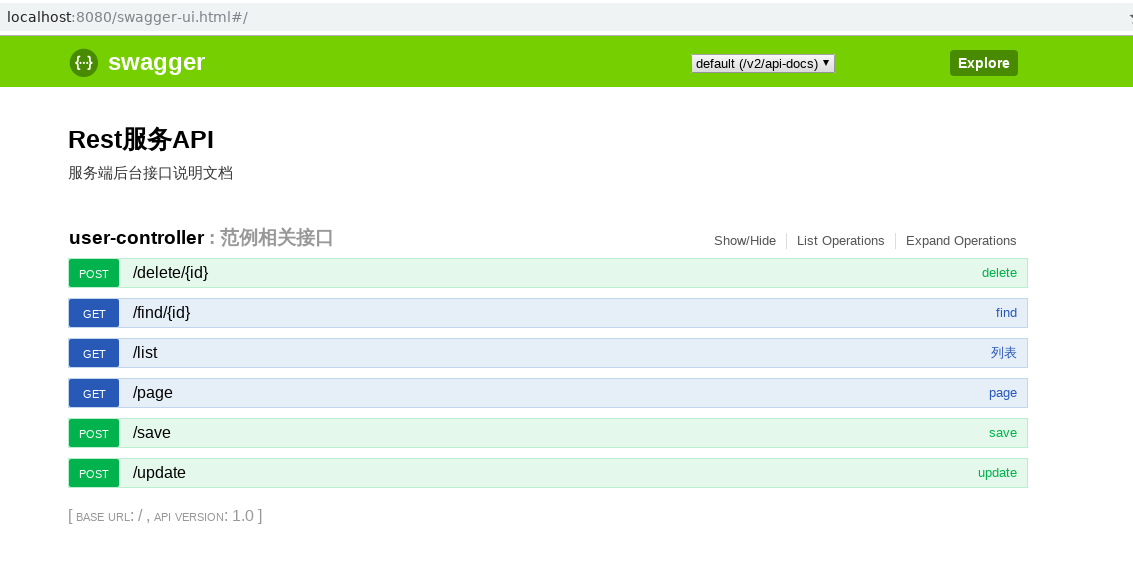 localhost:8080/swagger-ui.html#/
{···} swagger default (/v2/api-docs) ▼ Explore
Rest服务API
服务端后台接口说明文档
user-controller : 范例相关接口 Show/Hide List Operations Expand Operations
POST /delete/{id} delete
GET /find/{id} find
GET /list 列表
GET /page page
POST /save save
POST /update update
[ BASE URL: / , API VERSION: 1.0 ]